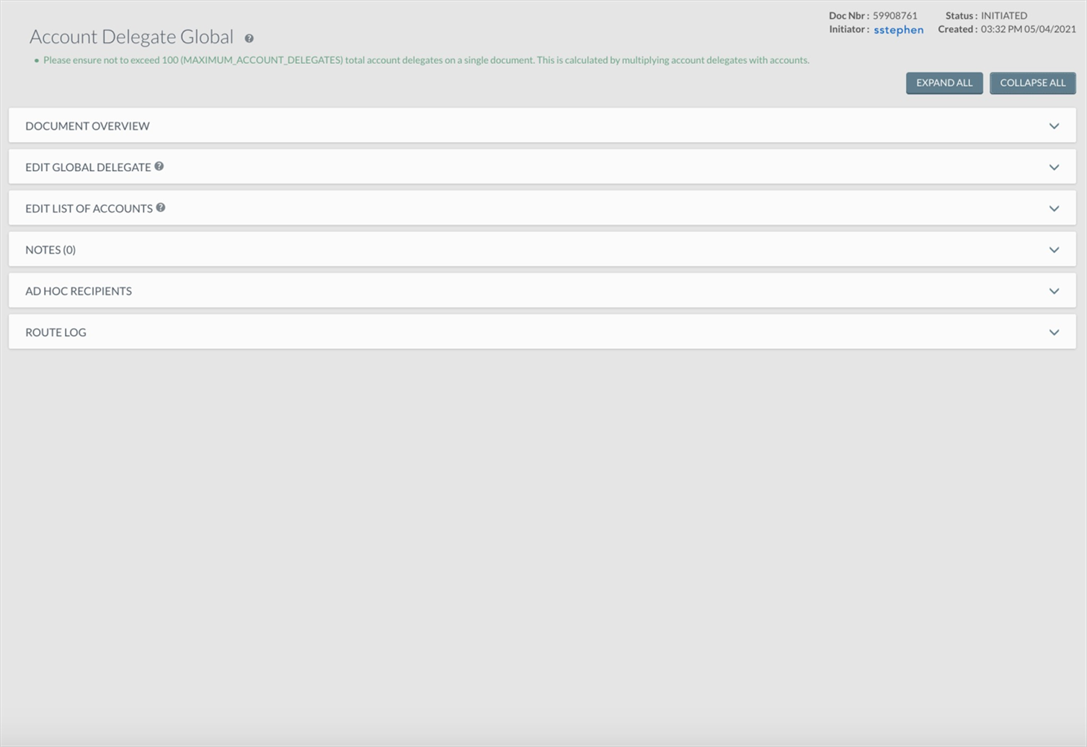 Doc Nbr : 59908761 Status : INITIATED
Initiator : sstephen Created : 03:32 PM 05/04/2021
Account Delegate Global
Please ensure not to exceed 100 (MAXIMUM_ACCOUNT_DELEGATES) total account delegates on a single document. This is calculated by multiplying account delegates with accounts.
EXPAND ALL COLLAPSE ALL
DOCUMENT OVERVIEW
EDIT GLOBAL DELEGATE
EDIT LIST OF ACCOUNTS
NOTES (0)
AD HOC RECIPIENTS
ROUTE LOG